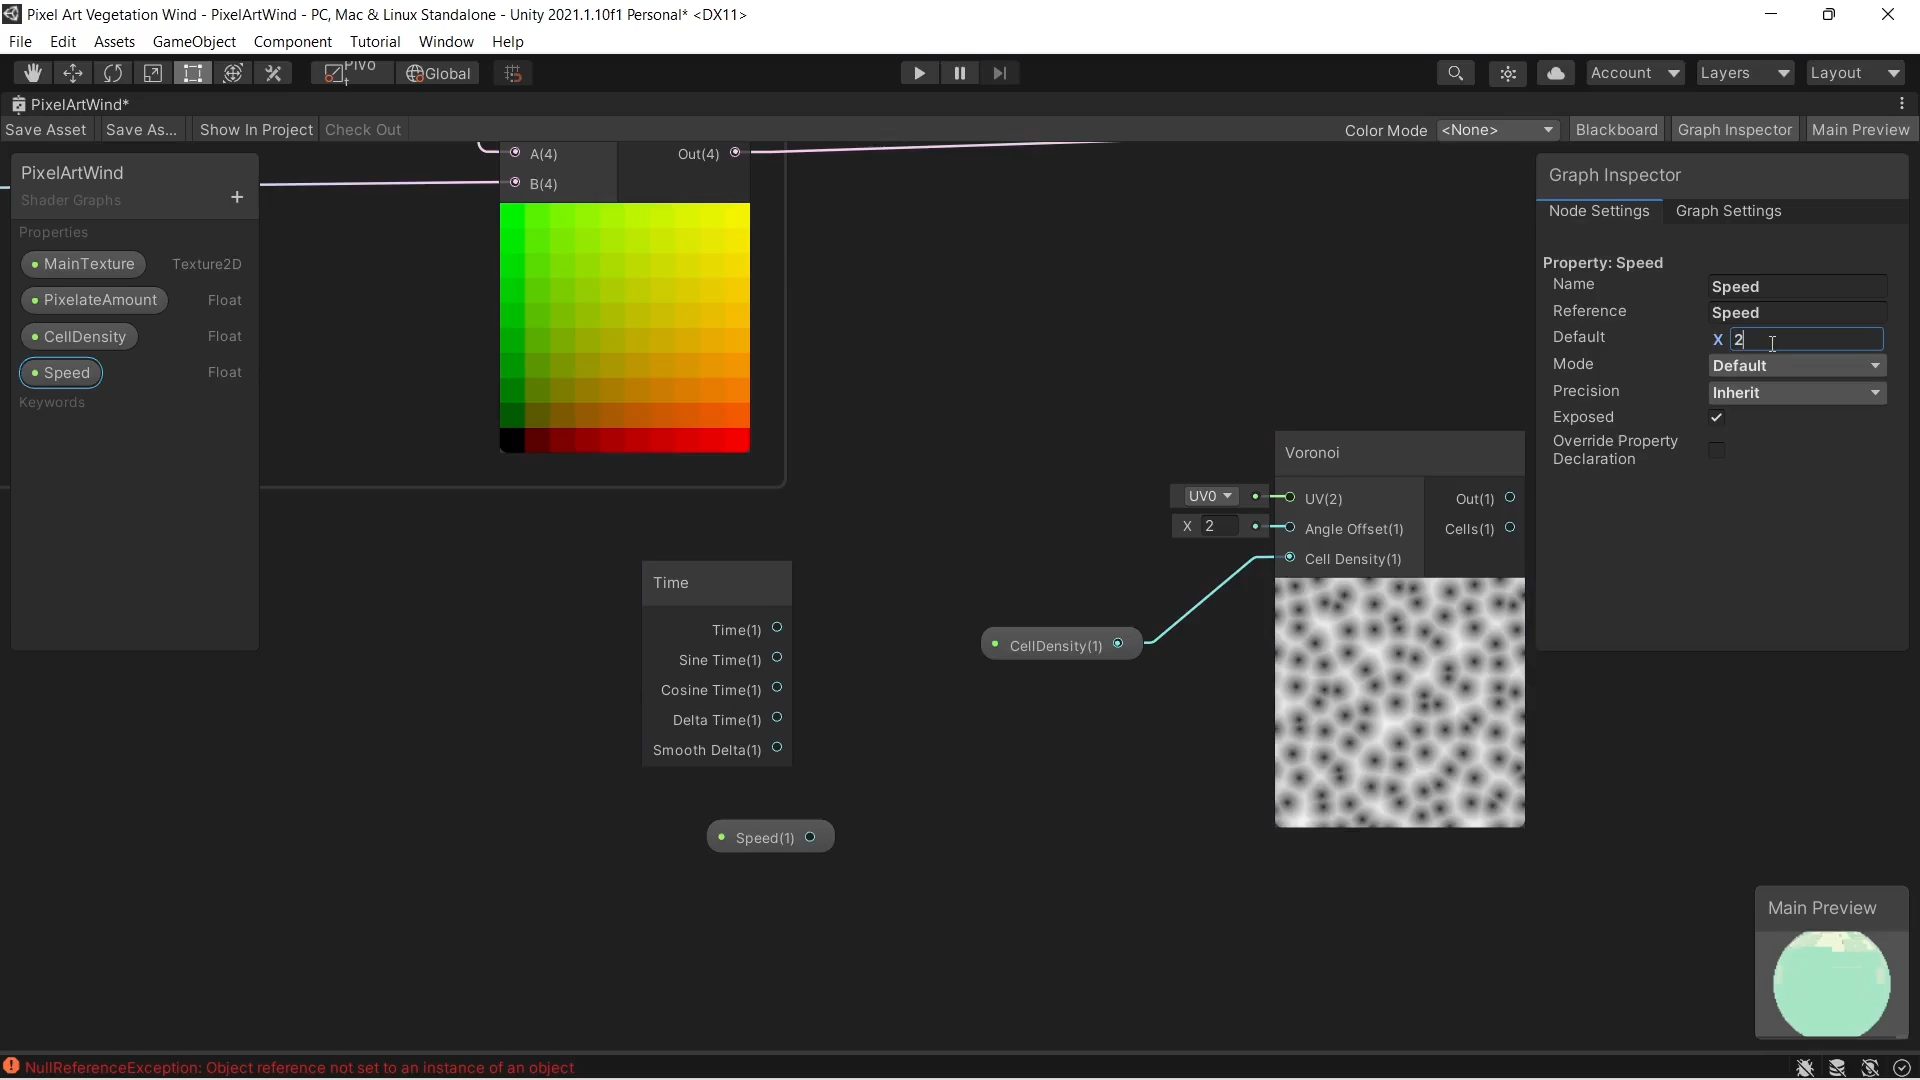 Pixel Art Vegetation Wind - PixelArtWind - PC, Mac & Linux Standalone - Unity 2021.1.10f1 Personal* <DX11>
File Edit Assets GameObject Component Tutorial Window Help
Pivot Global Account Layers Layout
PixelArtWind*
Save Asset Save As... Show In Project Check Out Color Mode <None> Blackboard Graph Inspector Main Preview
PixelArtWind
Shader Graphs
+
Properties
MainTexture Texture2D
PixelateAmount Float
CellDensity Float
Speed Float
Keywords
A(4) Out(4)
B(4)
Time
Time(1)
Sine Time(1)
Cosine Time(1)
Delta Time(1)
Smooth Delta(1)
Speed(1)
CellDensity(1)
Voronoi
UV0 UV(2) Out(1)
X 2 Angle Offset(1) Cells(1)
Cell Density(1)
Graph Inspector
Node Settings Graph Settings
Property: Speed
Name Speed
Reference Speed
Default X 2
Mode Default
Precision Inherit
Exposed
Override Property
Declaration
Main Preview
NullReferenceException: Object reference not set to an instance of an object